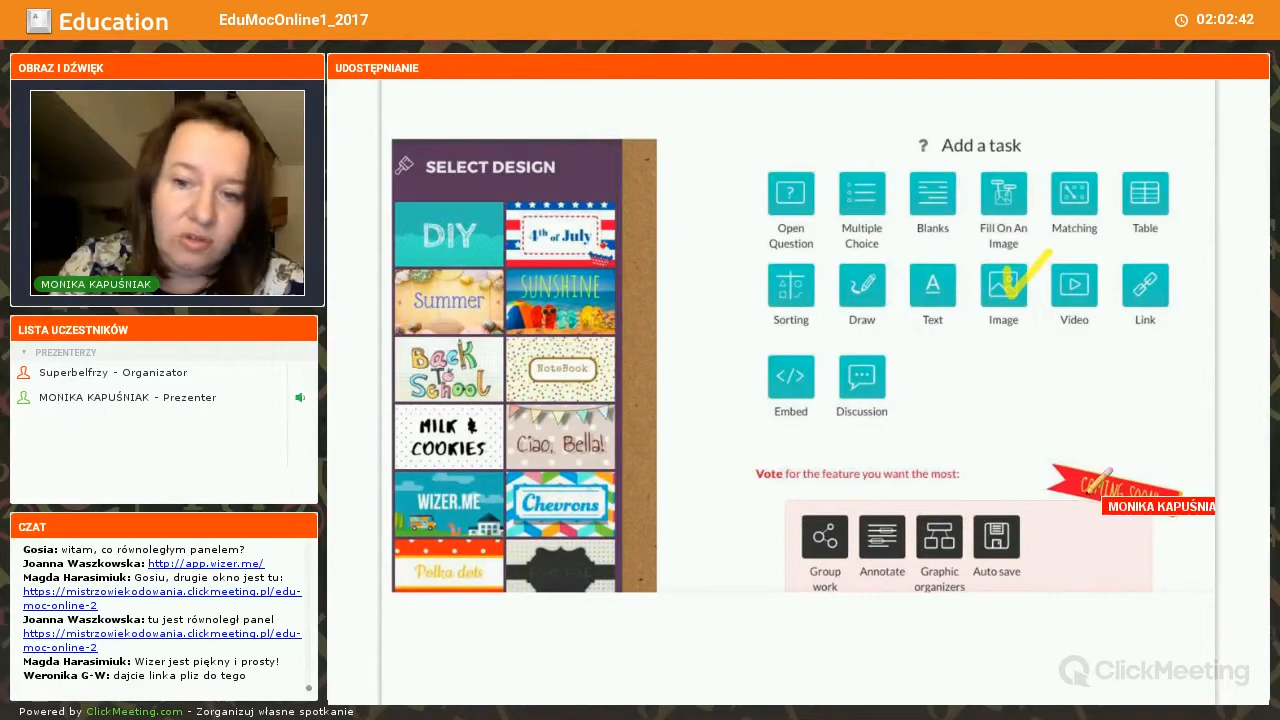 A
Education
EduMocOnline1_2017
02:02:42
OBRAZ I DŹWIĘK
MONIKA KAPUŚNIAK
LISTA UCZESTNIKÓW
PREZENTERZY
Superbelfrzy - Organizator
MONIKA KAPUŚNIAK - Prezenter
CZAT
Gosia: witam, co równoległym panelem?
Joanna Waszkowska: http://app.wizer.me/
Magda Harasimiuk: Gosiu, drugie okno jest tu:
https://mistrzowiekodowania.clickmeeting.pl/edu-
moc-online-2
Joanna Waszkowska: tu jest równoległ panel
https://mistrzowiekodowania.clickmeeting.pl/edu-
moc-online-2
Magda Harasimiuk: Wizer jest piękny i prosty!
Weronika G-W: dajcie linka pliz do tego
Powered by ClickMeeting.com - Zorganizuj własne spotkanie
UDOSTĘPNIANIE
SELECT DESIGN
DIY
4th of July
Summer
SUNSHINE
Back to School
NoteBook
MILK & COOKIES
Ciao, Bella!
WIZER.ME
Chevrons
Polka dots
? Add a task
Open Question
Multiple Choice
Blanks
Fill On An Image
Matching
Table
Sorting
Draw
Text
Image
Video
Link
Embed
Discussion
Vote for the feature you want the most:
COMING SOON
MONIKA KAPUŚNIA
Group work
Annotate
Graphic organizers
Auto save
ClickMeeting